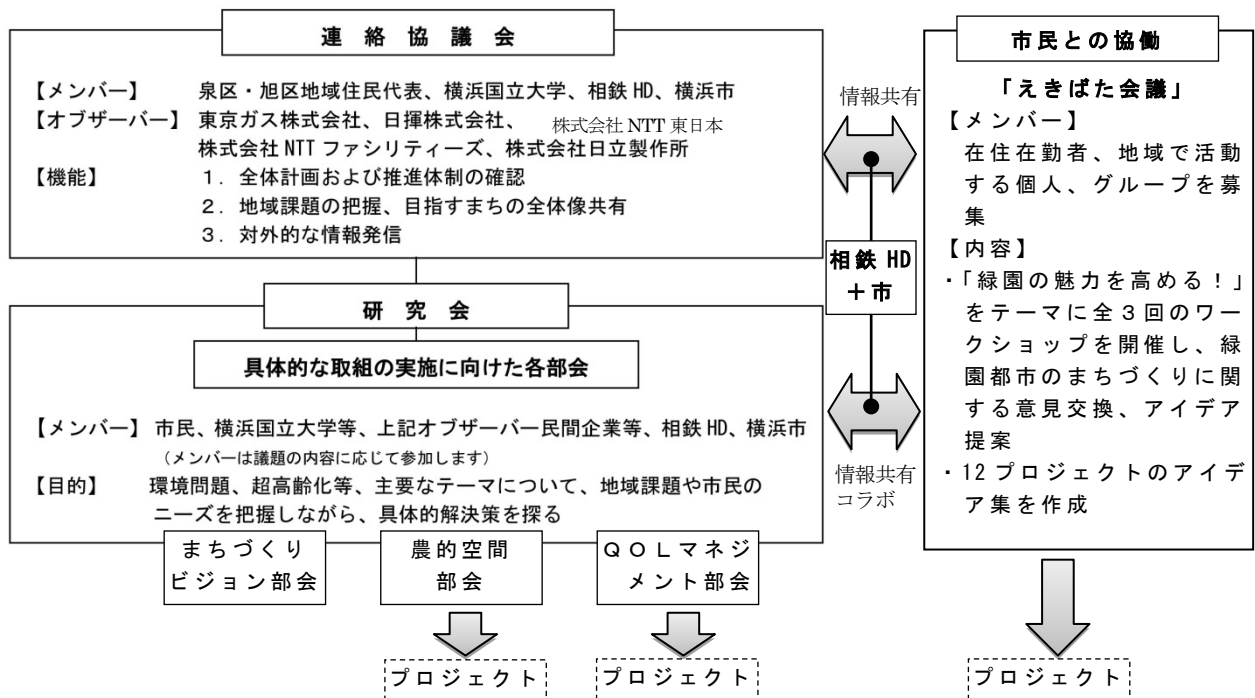 連絡協議会
【メンバー】 泉区・旭区地域住民代表、横浜国立大学、相鉄 HD、横浜市
【オブザーバー】 東京ガス株式会社、日揮株式会社、 株式会社 NTT 東日本
株式会社 NTT ファシリティーズ、株式会社日立製作所
【機能】 1．全体計画および推進体制の確認
2．地域課題の把握、目指すまちの全体像共有
3．対外的な情報発信
研究会
具体的な取組の実施に向けた各部会
【メンバー】 市民、横浜国立大学等、上記オブザーバー民間企業等、相鉄 HD、横浜市
（メンバーは議題の内容に応じて参加します）
【目的】 環境問題、超高齢化等、主要なテーマについて、地域課題や市民の
ニーズを把握しながら、具体的解決策を探る
まちづくり
ビジョン部会
農的空間
部会
ＱＯＬマネジ
メント部会
プロジェクト
プロジェクト
情報共有
相鉄 HD
＋市
情報共有
コラボ
市民との協働
「えきばた会議」
【メンバー】
在住在勤者、地域で活動
する個人、グループを募
集
【内容】
・「緑園の魅力を高める！」
をテーマに全３回のワー
クショップを開催し、緑
園都市のまちづくりに関
する意見交換、アイデア
提案
・12 プロジェクトのアイデ
ア集を作成
プロジェクト